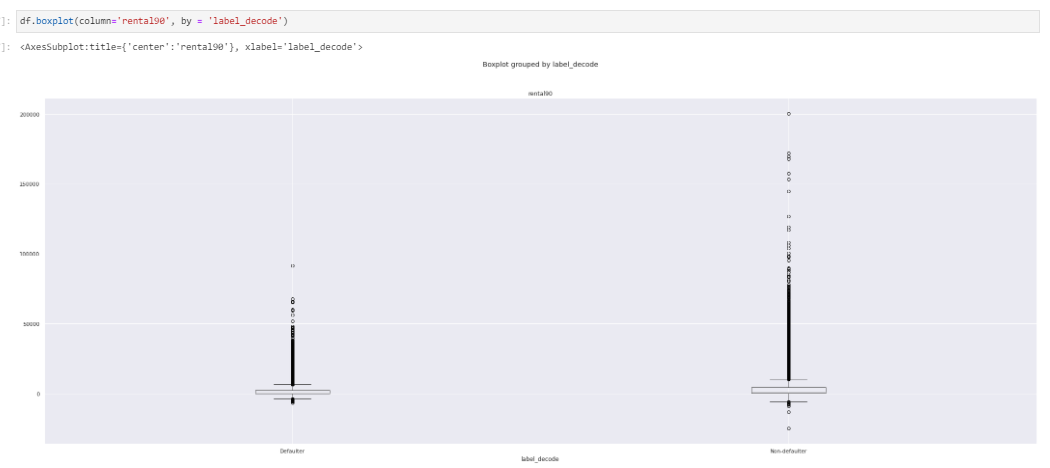 ]: df.boxplot(column='rental90', by = 'label_decode')
]: <AxesSubplot:title={'center':'rental90'}, xlabel='label_decode'>
Boxplot grouped by label_decode
rental90
200000
150000
100000
50000
0
Defaulter
Non-defaulter
label_decode